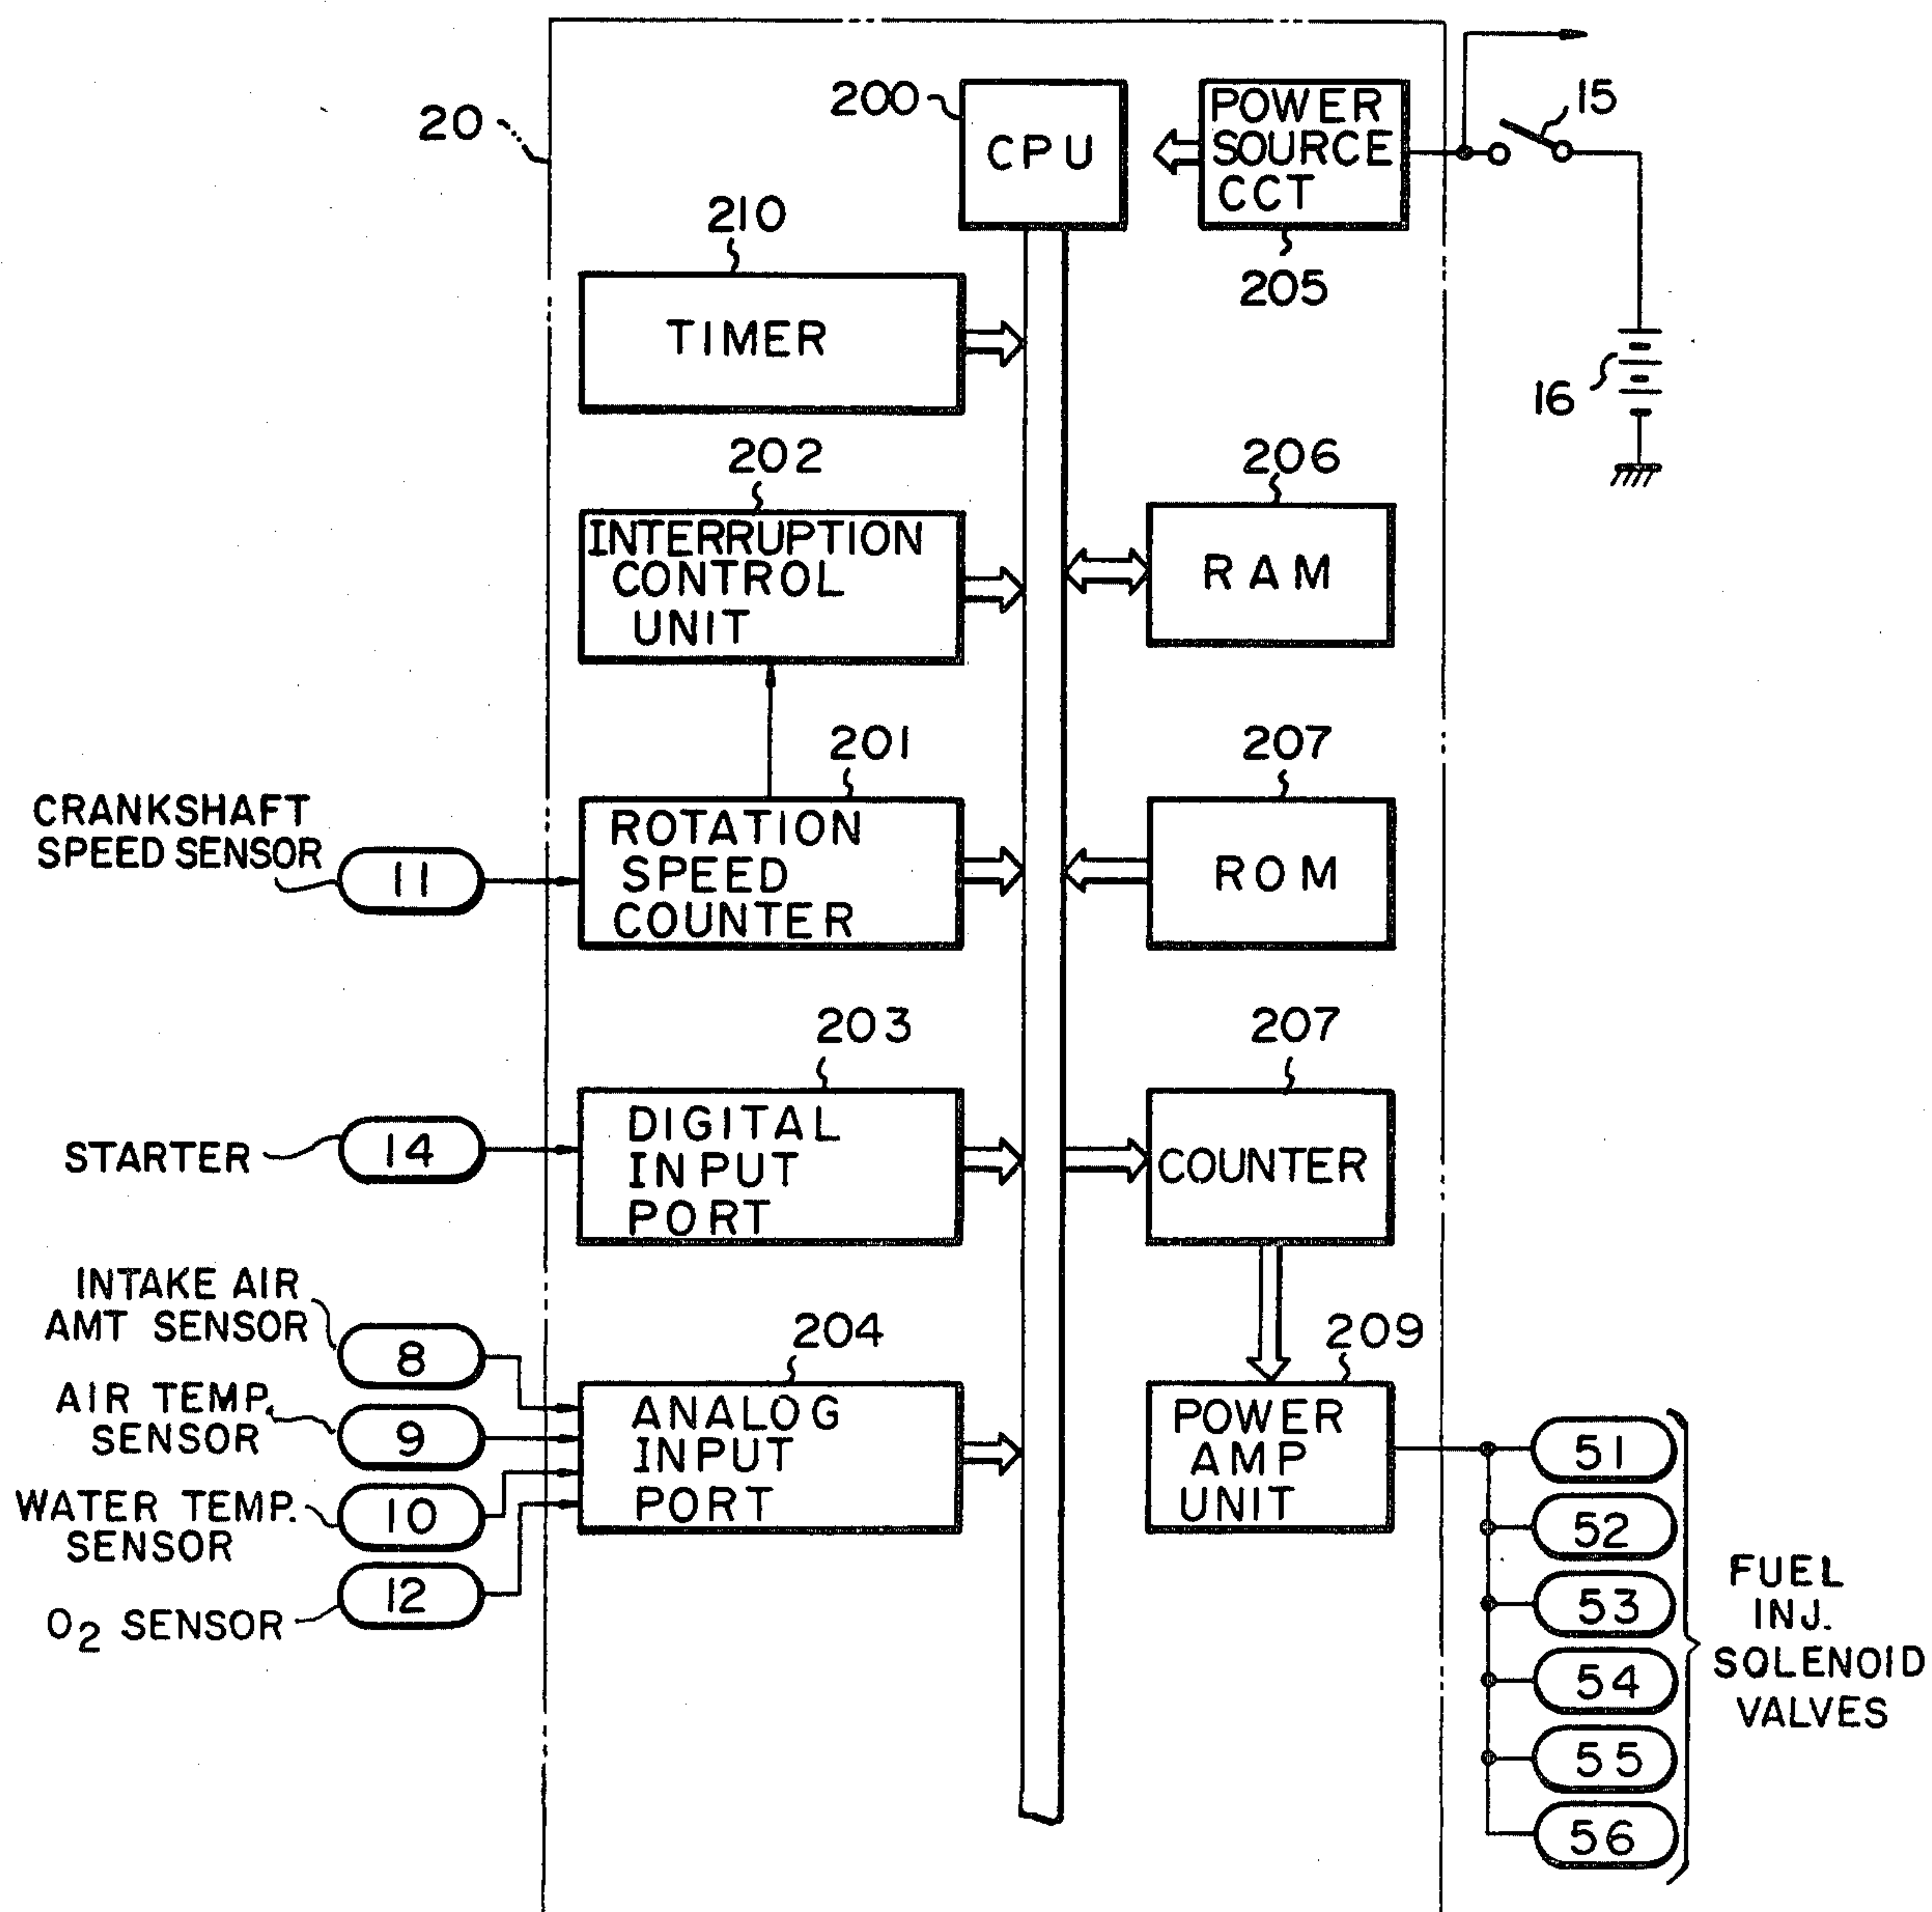 20
200
CPU
POWER
SOURCE
CCT
205
15
16
210
TIMER
202
INTERRUPTION
CONTROL
UNIT
206
RAM
201
CRANKSHAFT
SPEED SENSOR
11
ROTATION
SPEED
COUNTER
207
ROM
203
STARTER
14
DIGITAL
INPUT
PORT
207
COUNTER
INTAKE AIR
AMT SENSOR
8
AIR TEMP.
SENSOR
9
WATER TEMP.
SENSOR
10
O2 SENSOR
12
204
ANALOG
INPUT
PORT
209
POWER
AMP
UNIT
51
52
53
54
55
56
FUEL
INJ.
SOLENOID
VALVES